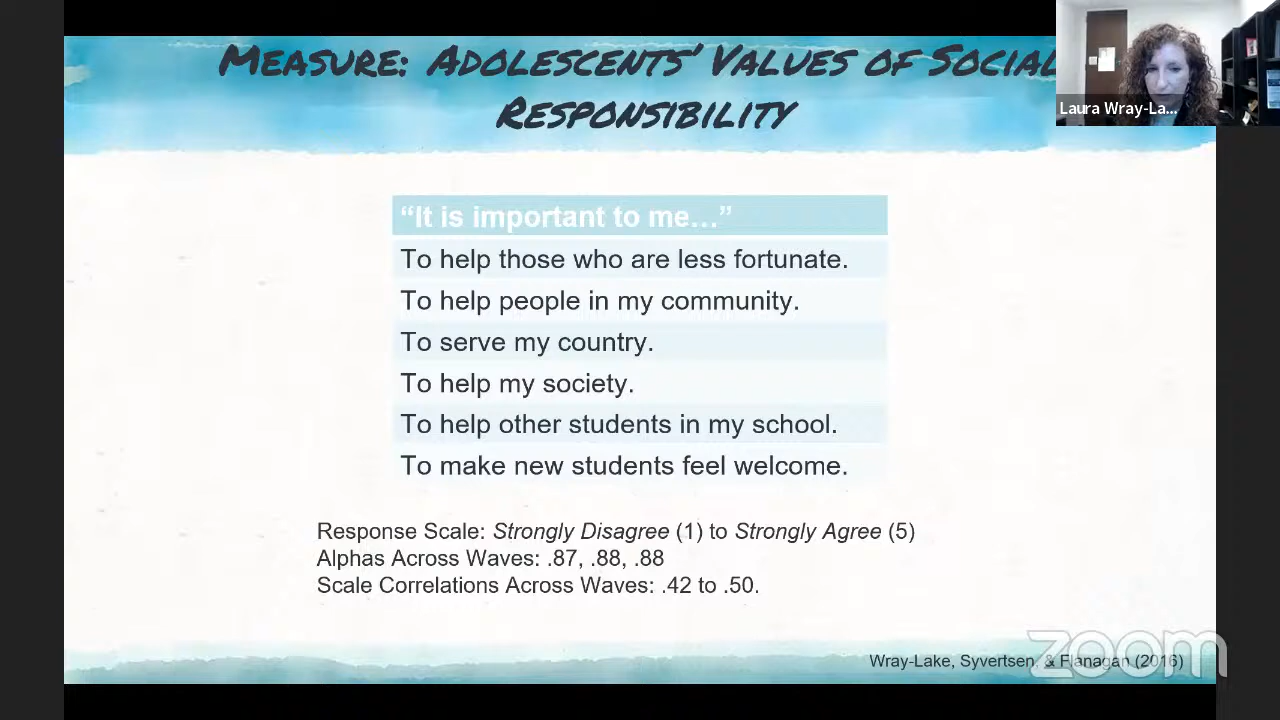 MEASURE: ADOLESCENTS' VALUES OF SOCIAL
RESPONSIBILITY
Laura Wray-La...
“It is important to me…”
To help those who are less fortunate.
To help people in my community.
To serve my country.
To help my society.
To help other students in my school.
To make new students feel welcome.
Response Scale: Strongly Disagree (1) to Strongly Agree (5)
Alphas Across Waves: .87, .88, .88
Scale Correlations Across Waves: .42 to .50.
Wray-Lake, Syvertsen, & Flanagan (2016)
zoom